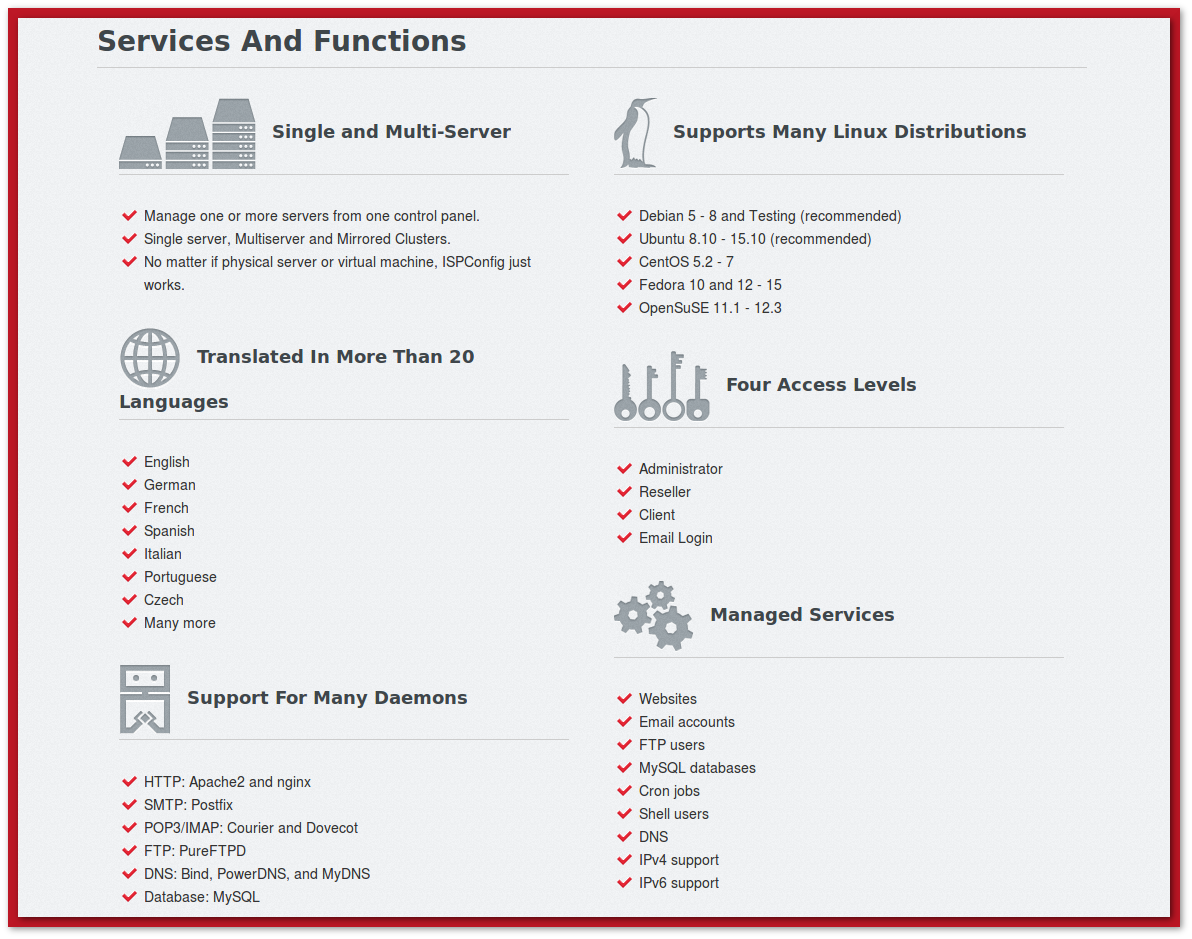 Services And Functions
Single and Multi-Server
Manage one or more servers from one control panel.
Single server, Multiserver and Mirrored Clusters.
No matter if physical server or virtual machine, ISPConfig just
works.
Translated In More Than 20
Languages
English
German
French
Spanish
Italian
Portuguese
Czech
Many more
Support For Many Daemons
HTTP: Apache2 and nginx
SMTP: Postfix
POP3/IMAP: Courier and Dovecot
FTP: PureFTPD
DNS: Bind, PowerDNS, and MyDNS
Database: MySQL
Supports Many Linux Distributions
Debian 5 - 8 and Testing (recommended)
Ubuntu 8.10 - 15.10 (recommended)
CentOS 5.2 - 7
Fedora 10 and 12 - 15
OpenSuSE 11.1 - 12.3
Four Access Levels
Administrator
Reseller
Client
Email Login
Managed Services
Websites
Email accounts
FTP users
MySQL databases
Cron jobs
Shell users
DNS
IPv4 support
IPv6 support